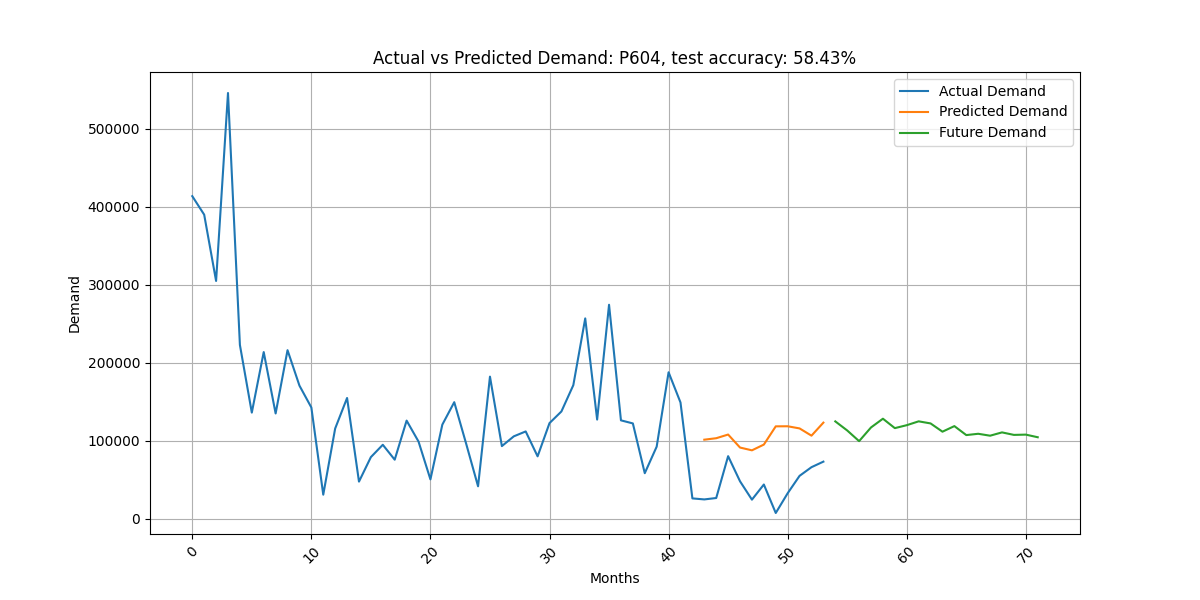 Actual vs Predicted Demand: P604, test accuracy: 58.43%
Actual Demand
Predicted Demand
Future Demand
500000
400000
300000
200000
100000
0
Demand
0 10 20 30 40 50 60 70
Months